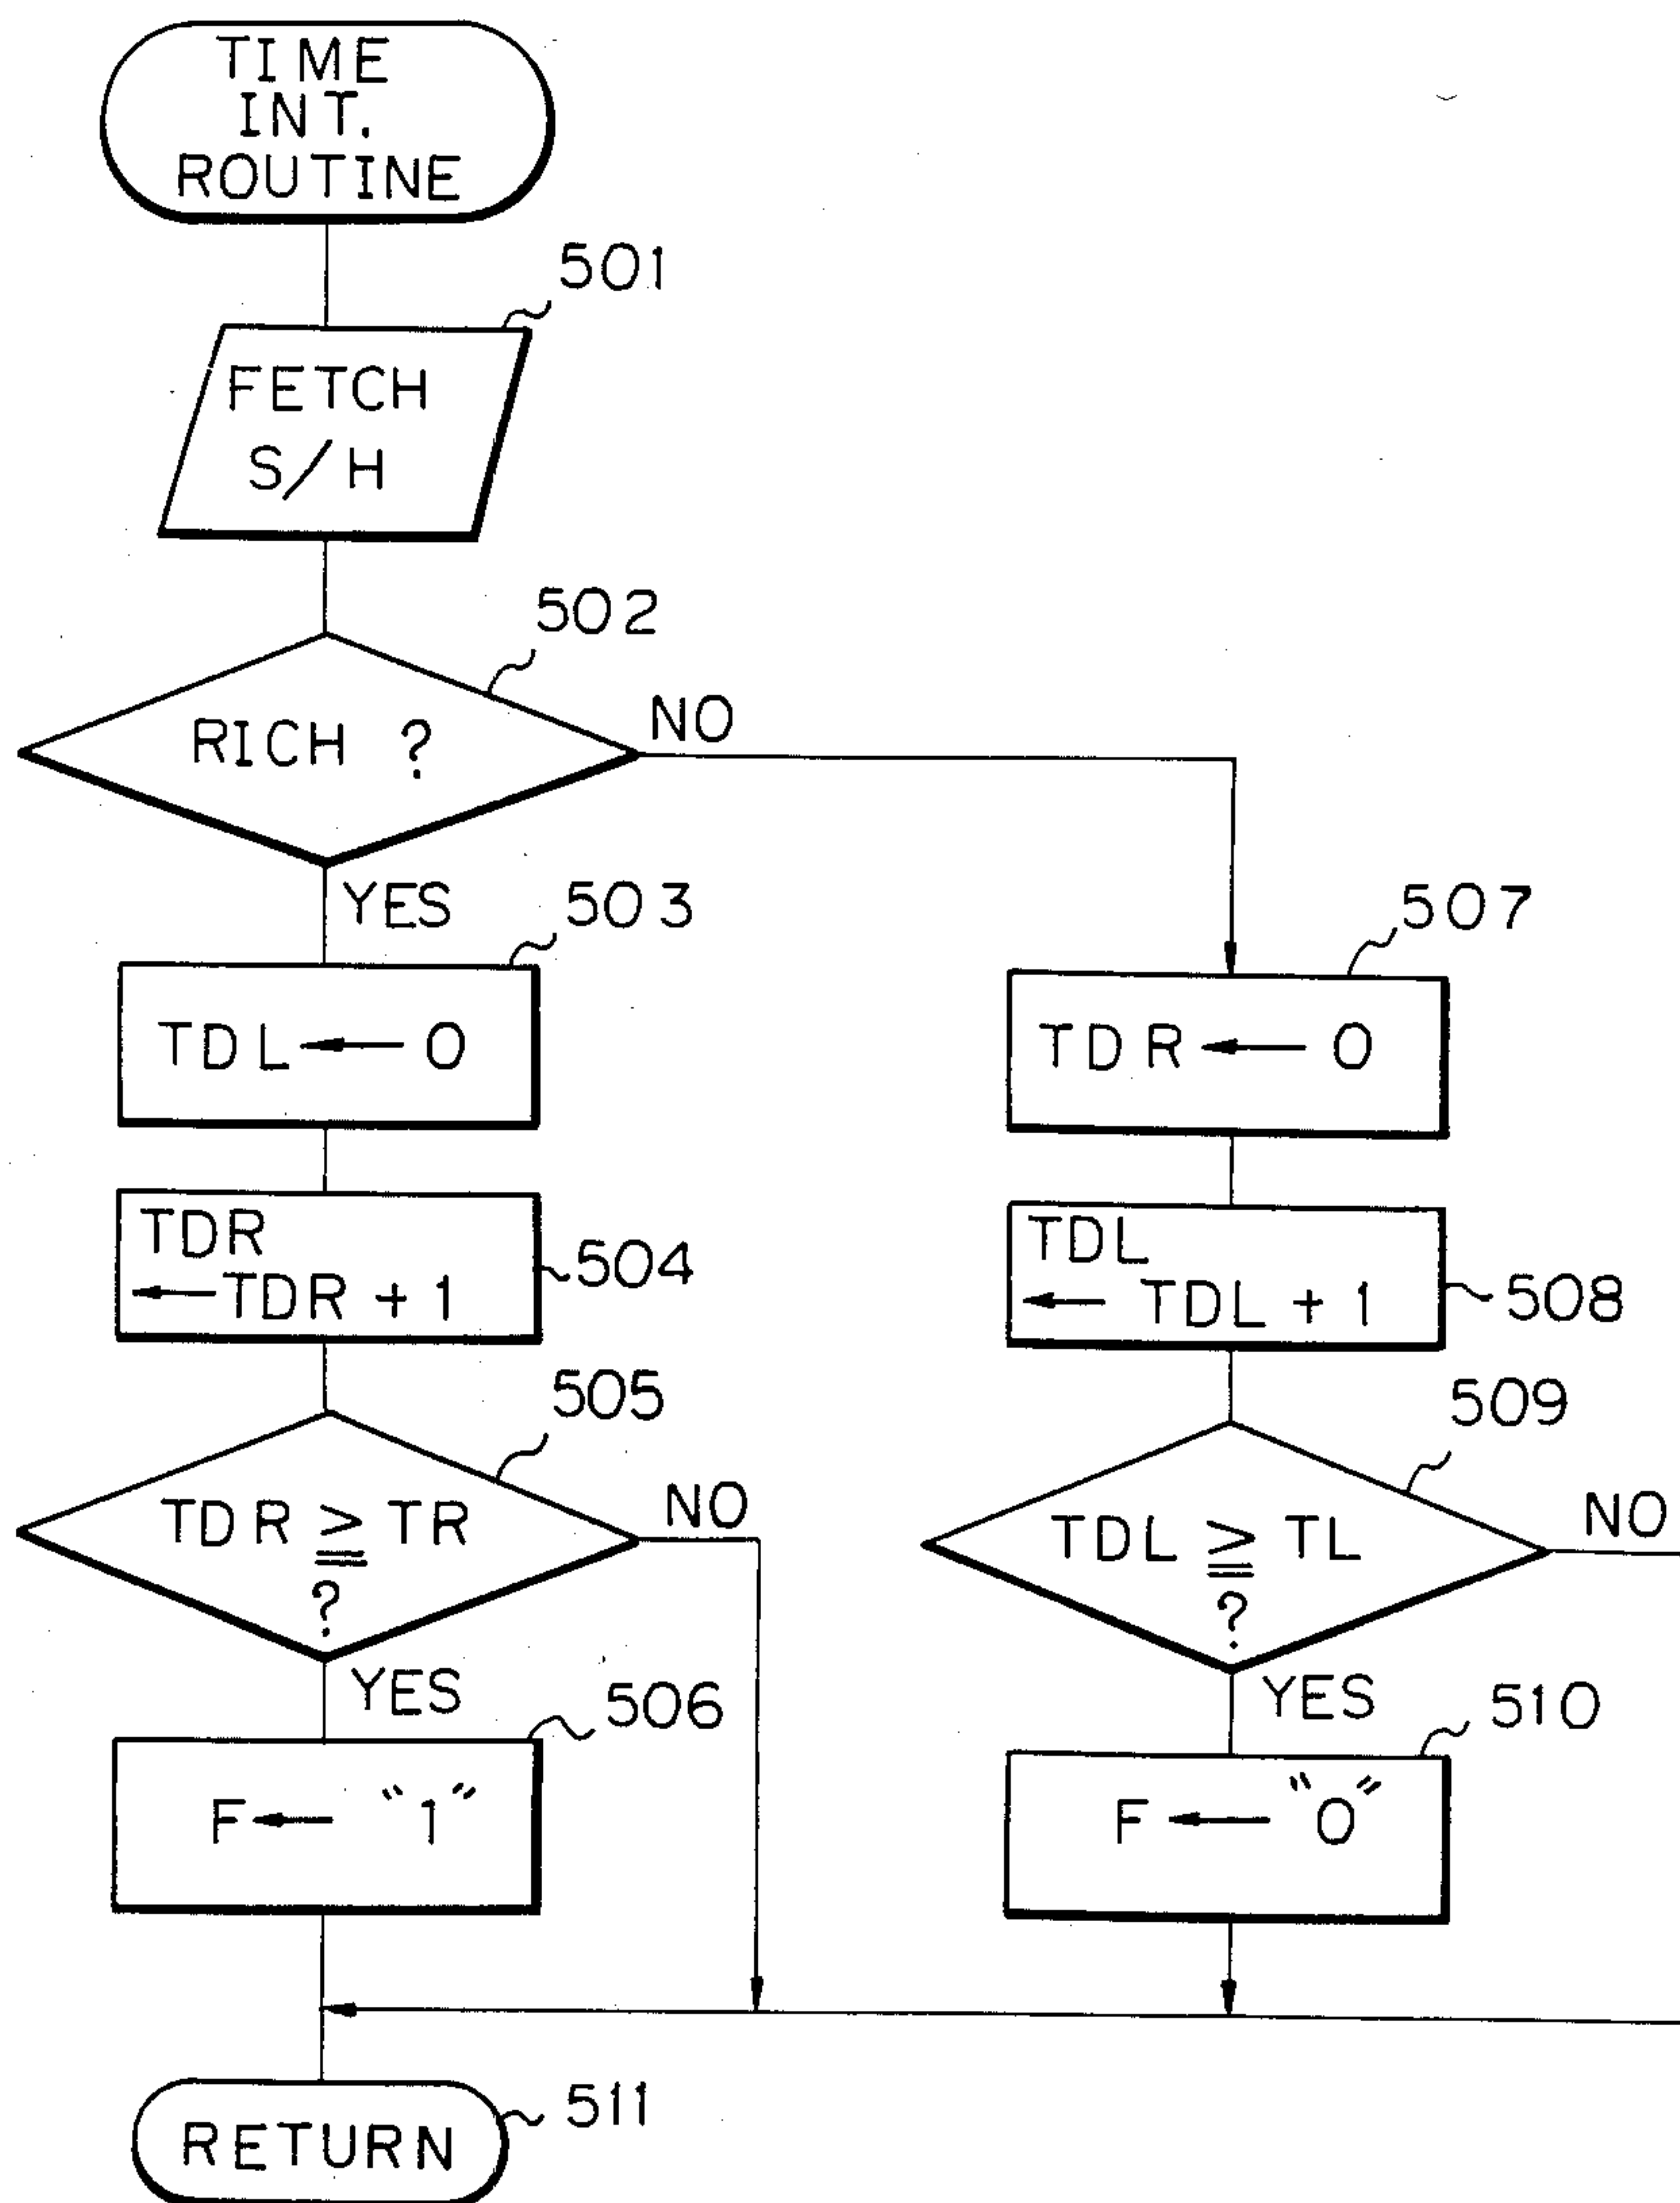 TIME
INT.
ROUTINE
501
FETCH
S/H
502
RICH ?
NO
YES
503
TDL ← 0
504
TDR
← TDR + 1
505
TDR ≧ TR
?
NO
YES
506
F ← “1”
507
TDR ← 0
508
TDL
← TDL + 1
509
TDL ≧ TL
?
NO
YES
510
F ← “0”
RETURN
511